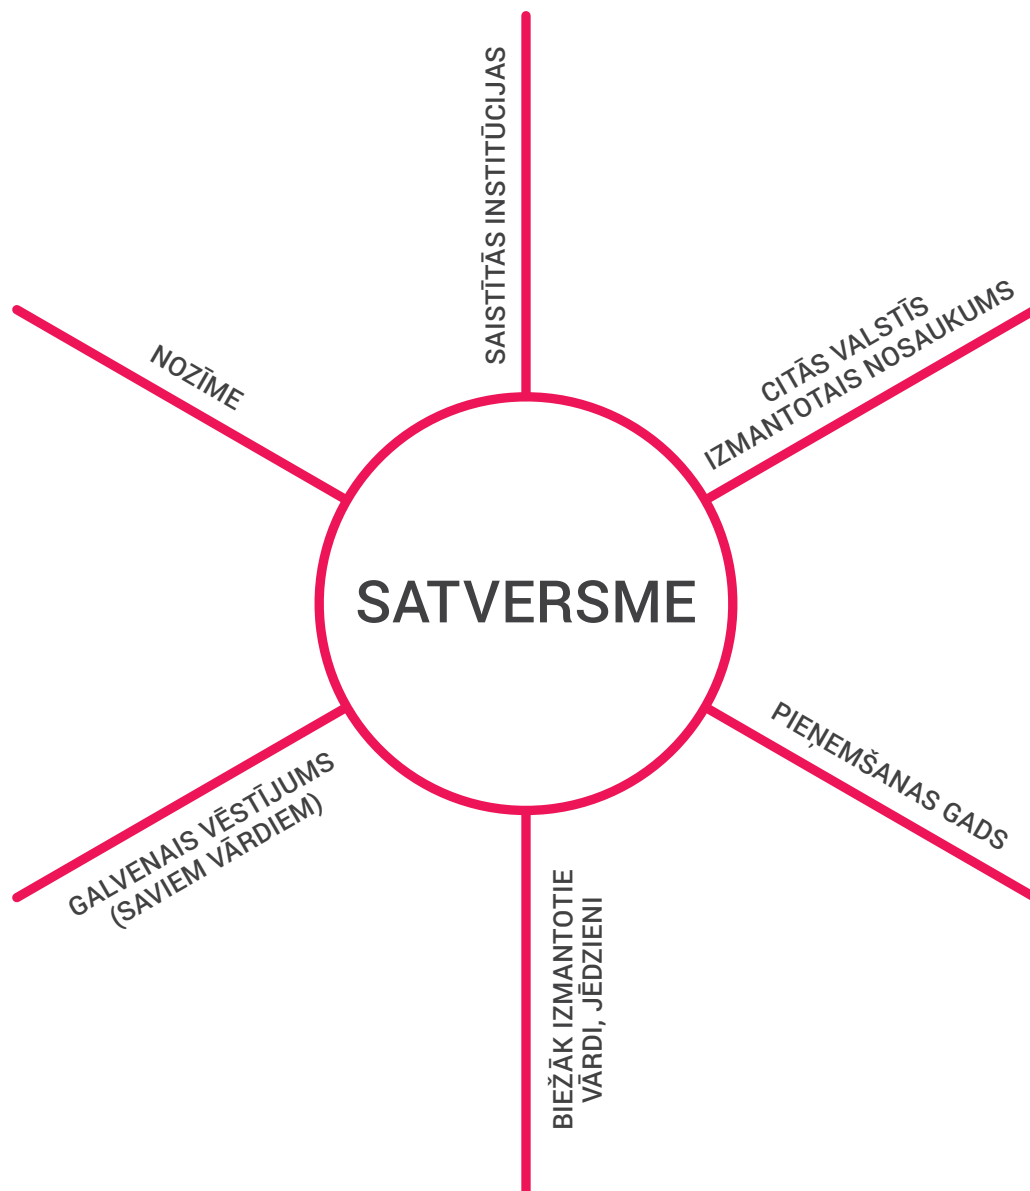 SAISTĪTĀS INSTITŪCIJAS
CITĀS VALSTĪS
IZMANTOTAIS NOSAUKUMS
NOZĪME
SATVERSME
PIEŅEMŠANAS GADS
GALVENAIS VĒSTĪJUMS
(SAVIEM VĀRDIEM)
BIEŽĀK IZMANTOTIE
VĀRDI, JĒDZIENI